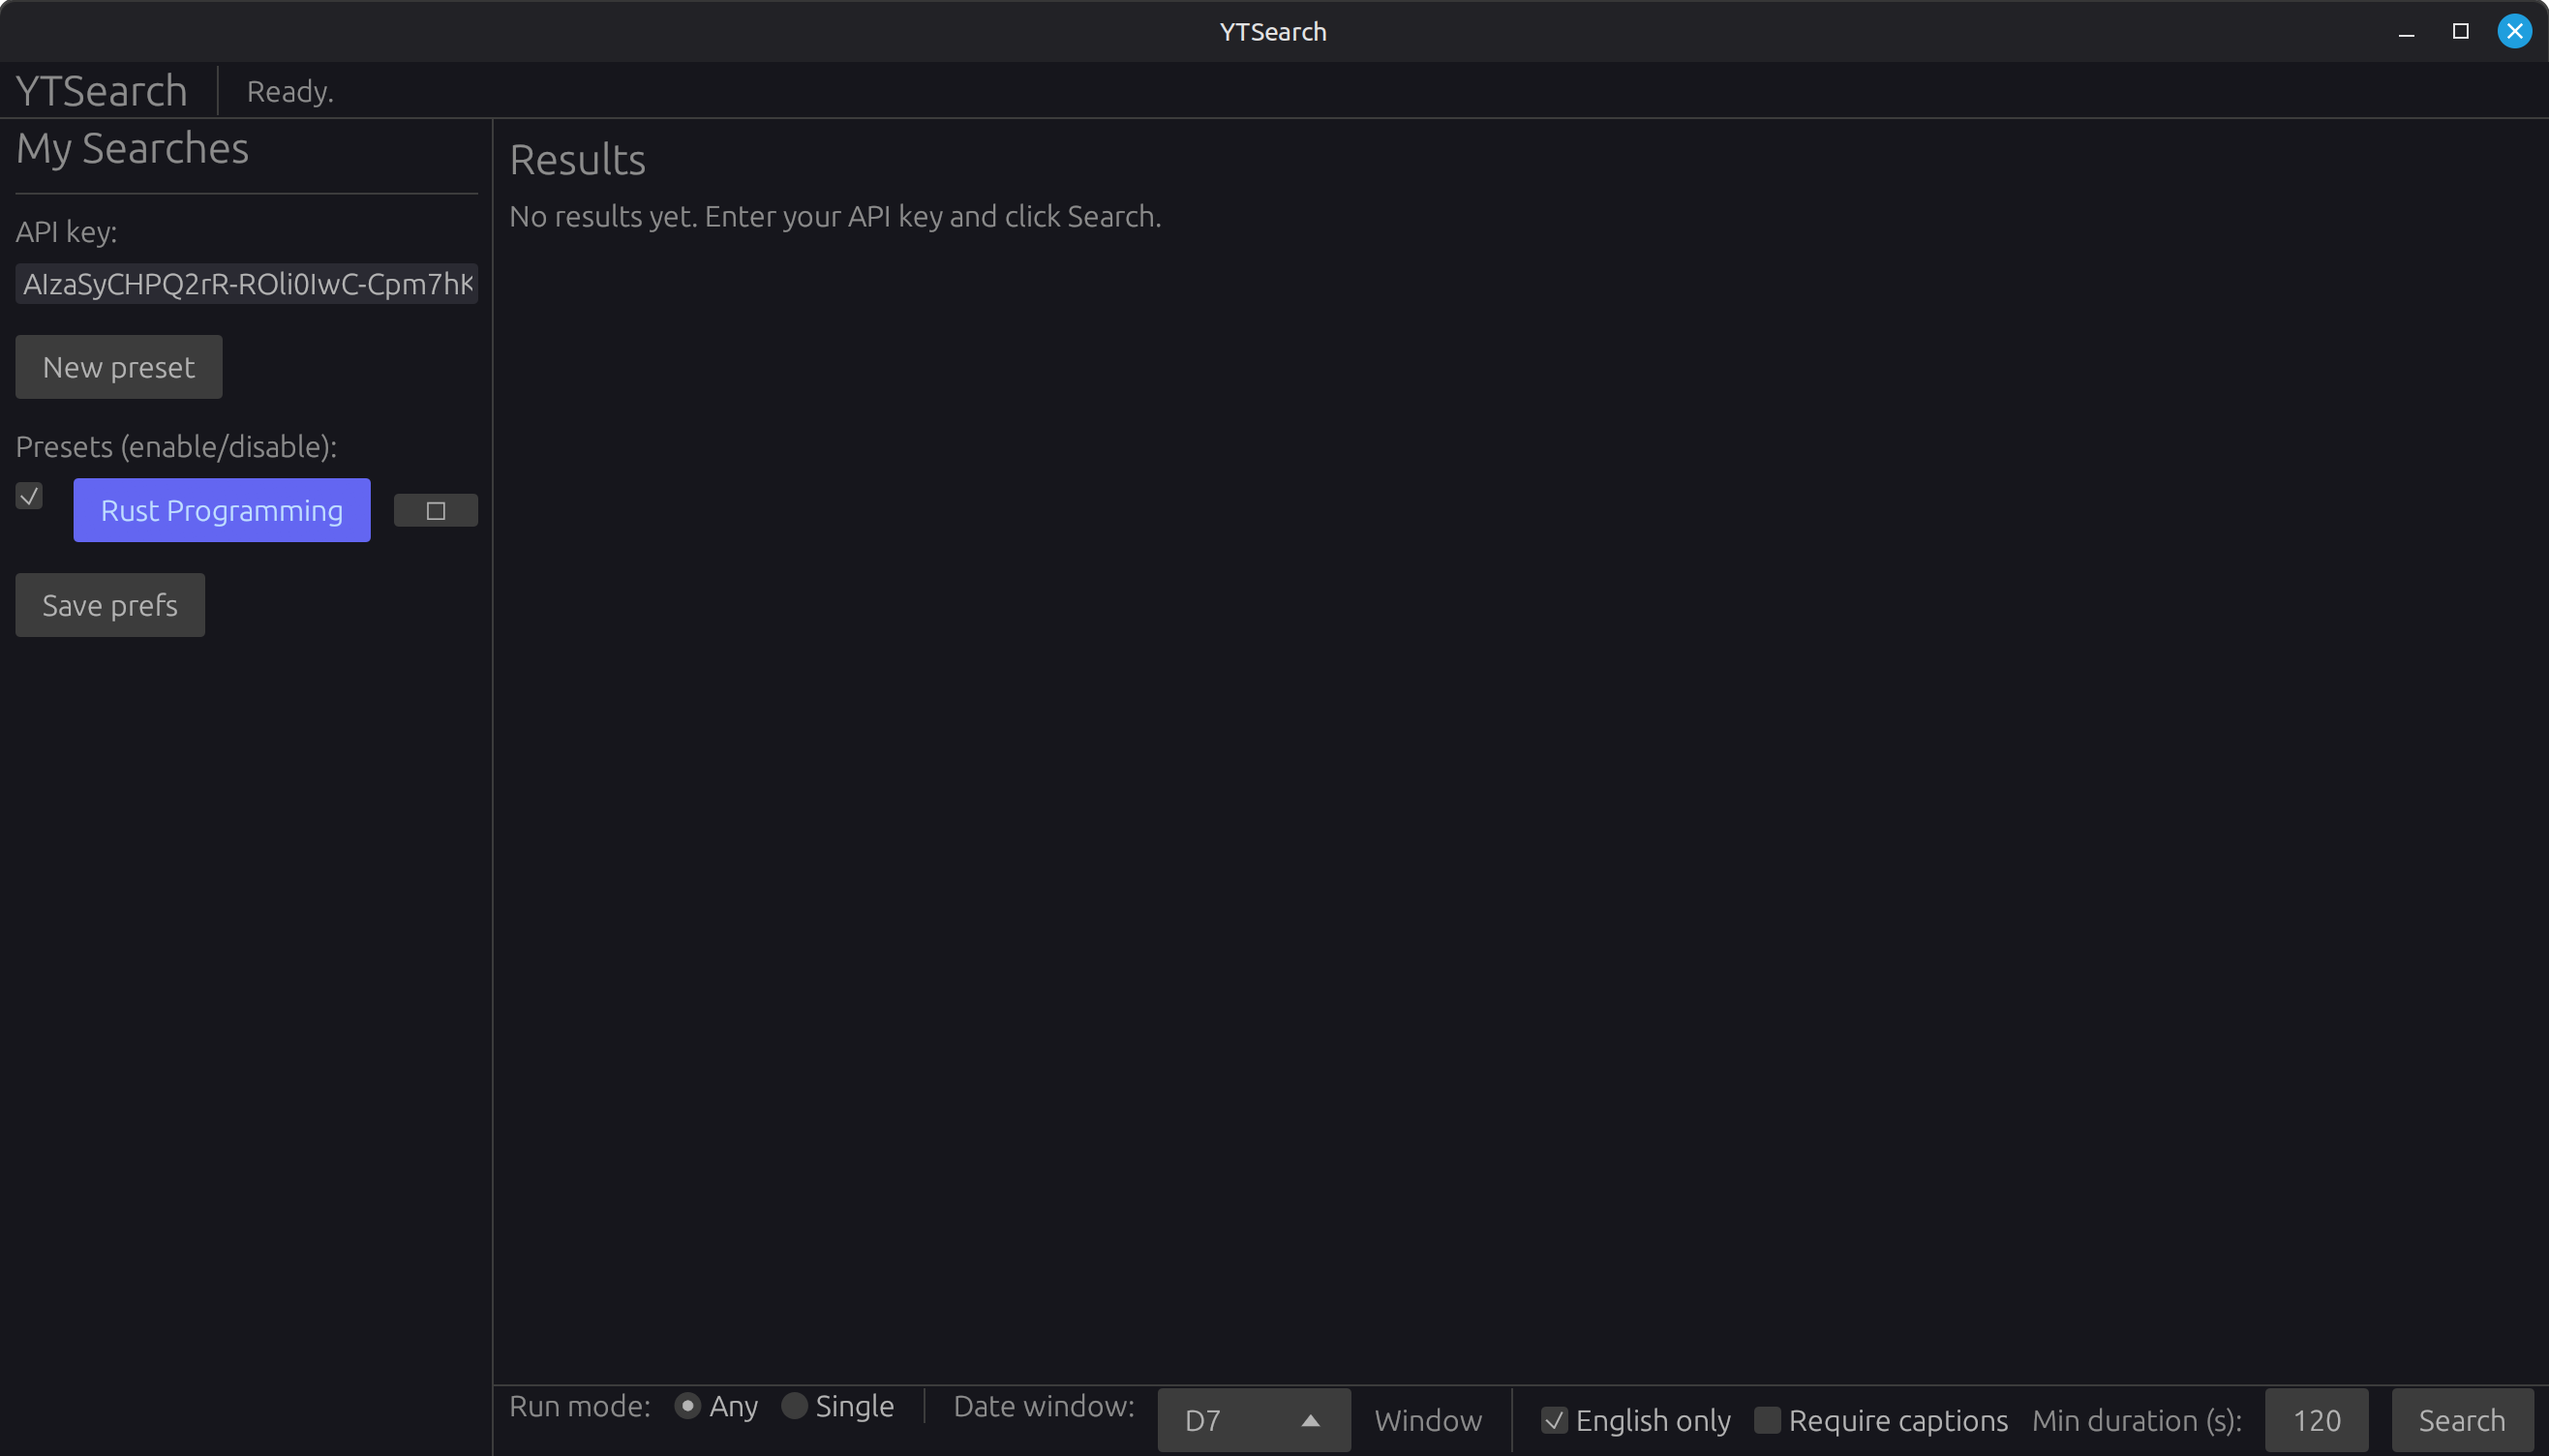 YTSearch
YTSearch
Ready.
My Searches
API key:
AIzaSyCHPQ2rR-ROli0IwC-Cpm7hK
New preset
Presets (enable/disable):
Rust Programming
Save prefs
Results
No results yet. Enter your API key and click Search.
Run mode: Any Single Date window: D7 Window English only Require captions Min duration (s): 120 Search